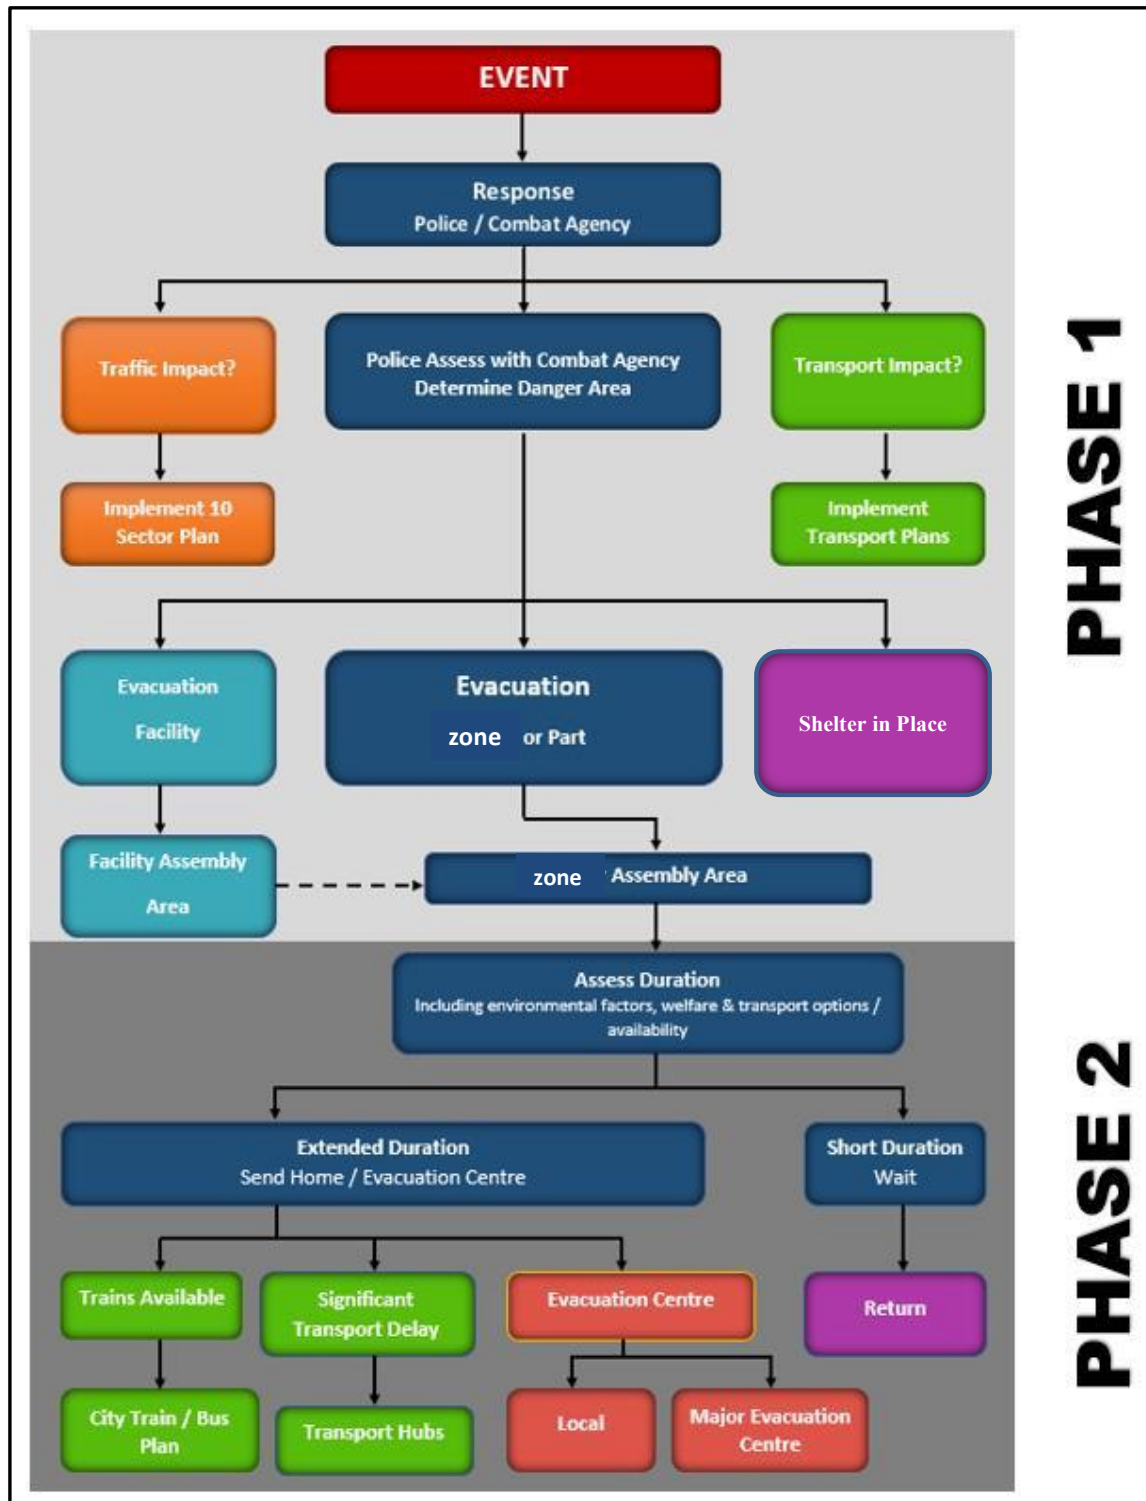 EVENT
Response
Police / Combat Agency
Traffic Impact?
Police Assess with Combat Agency
Determine Danger Area
Transport Impact?
Implement 10
Sector Plan
Implement
Transport Plans
Evacuation
Facility
Evacuation
zone or Part
Shelter in Place
Facility Assembly
Area
zone Assembly Area
PHASE 1
Assess Duration
Including environmental factors, welfare & transport options /
availability
Extended Duration
Send Home / Evacuation Centre
Short Duration
Wait
Trains Available
Significant
Transport Delay
Evacuation Centre
Return
City Train / Bus
Plan
Transport Hubs
Local
Major Evacuation
Centre
PHASE 2